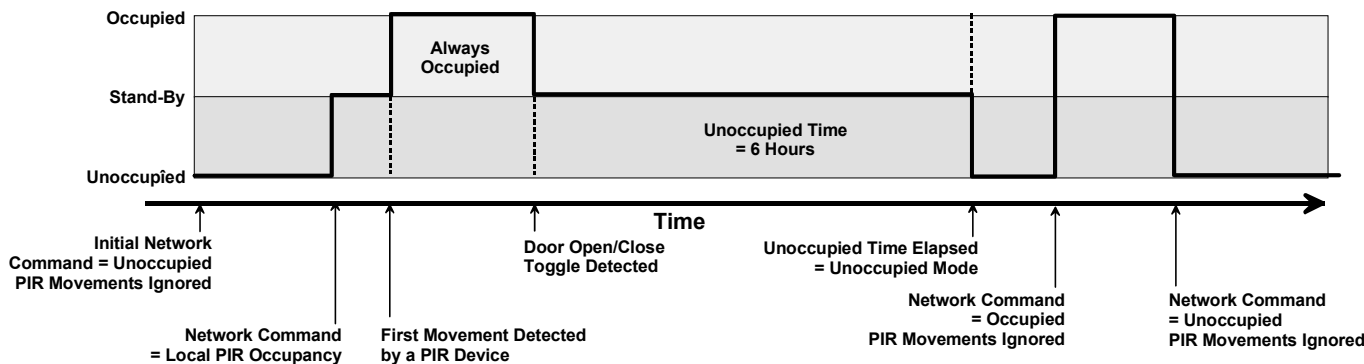 Occupied
Always
Occupied
Stand-By
Unoccupied Time
= 6 Hours
Unoccupied
Time
Initial Network
Command = Unoccupied
PIR Movements Ignored
Door Open/Close
Toggle Detected
Unoccupied Time Elapsed
= Unoccupied Mode
Network Command
= Local PIR Occupancy
First Movement Detected
by a PIR Device
Network Command
= Occupied
PIR Movements Ignored
Network Command
= Unoccupied
PIR Movements Ignored